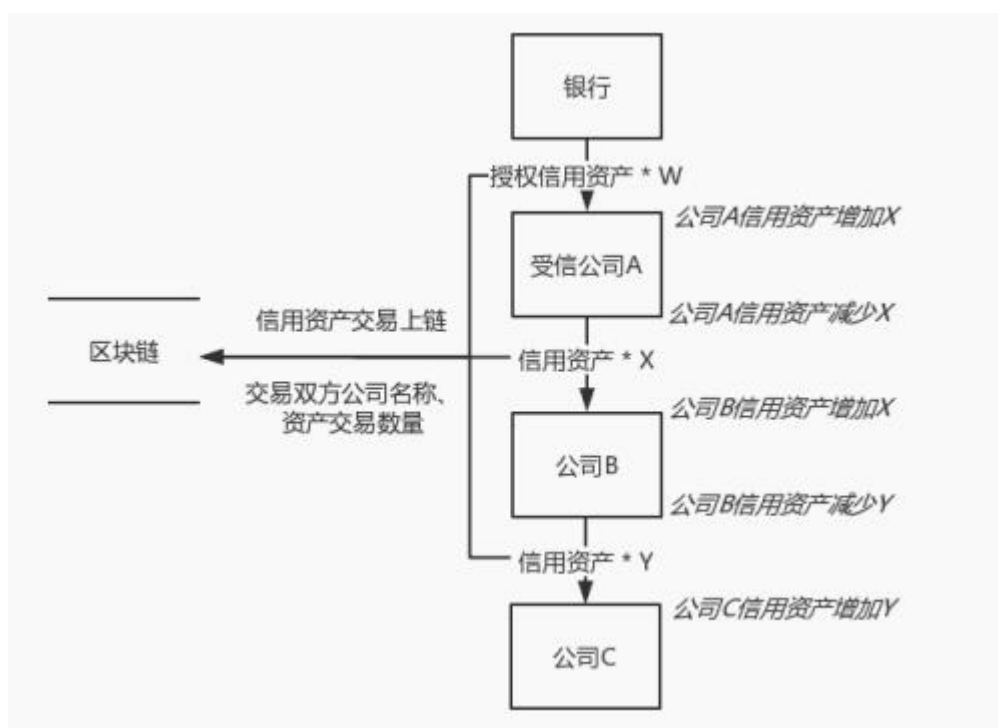 银行
授权信用资产 * W
公司A信用资产增加X
受信公司A
公司A信用资产减少X
信用资产交易上链
区块链
信用资产 * X
交易双方公司名称、
资产交易数量
公司B信用资产增加X
公司B
公司B信用资产减少Y
信用资产 * Y
公司C信用资产增加Y
公司C